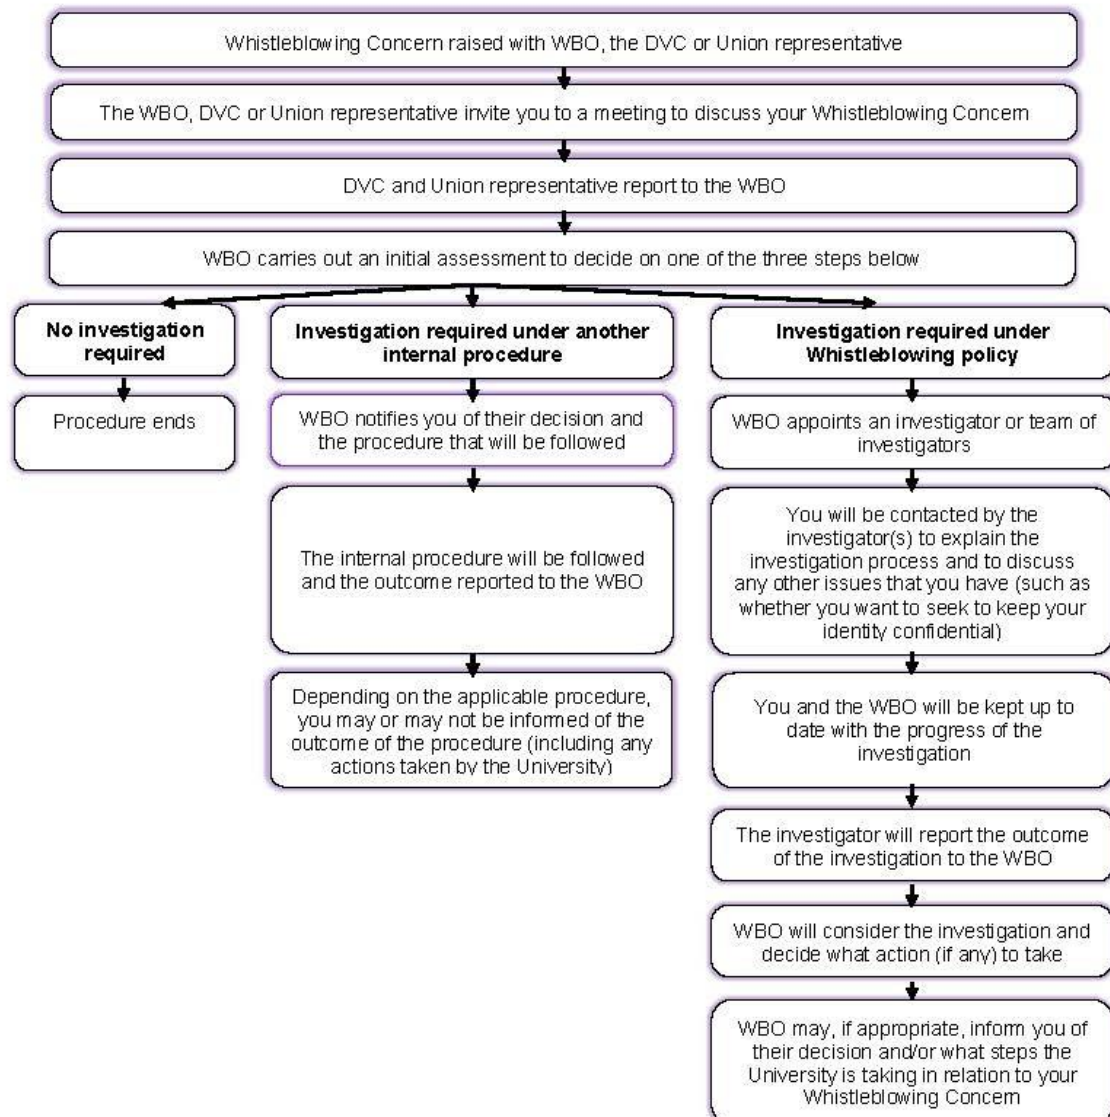 Whistleblowing Concern raised with WBO, the DVC or Union representative
The WBO, DVC or Union representative invite you to a meeting to discuss your Whistleblowing Concern
DVC and Union representative report to the WBO
WBO carries out an initial assessment to decide on one of the three steps below
No investigation
required
Procedure ends
Investigation required under another
internal procedure
WBO notifies you of their decision and
the procedure that will be followed
The internal procedure will be followed
and the outcome reported to the WBO
Depending on the applicable procedure,
you may or may not be informed of the
outcome of the procedure (including any
actions taken by the University)
Investigation required under
Whistleblowing policy
WBO appoints an investigator or team of
investigators
You will be contacted by the
investigator(s) to explain the
investigation process and to discuss
any other issues that you have (such as
whether you want to seek to keep your
identity confidential)
You and the WBO will be kept up to
date with the progress of the
investigation
The investigator will report the outcome
of the investigation to the WBO
WBO will consider the investigation and
decide what action (if any) to take
WBO may, if appropriate, inform you of
their decision and/or what steps the
University is taking in relation to your
Whistleblowing Concern